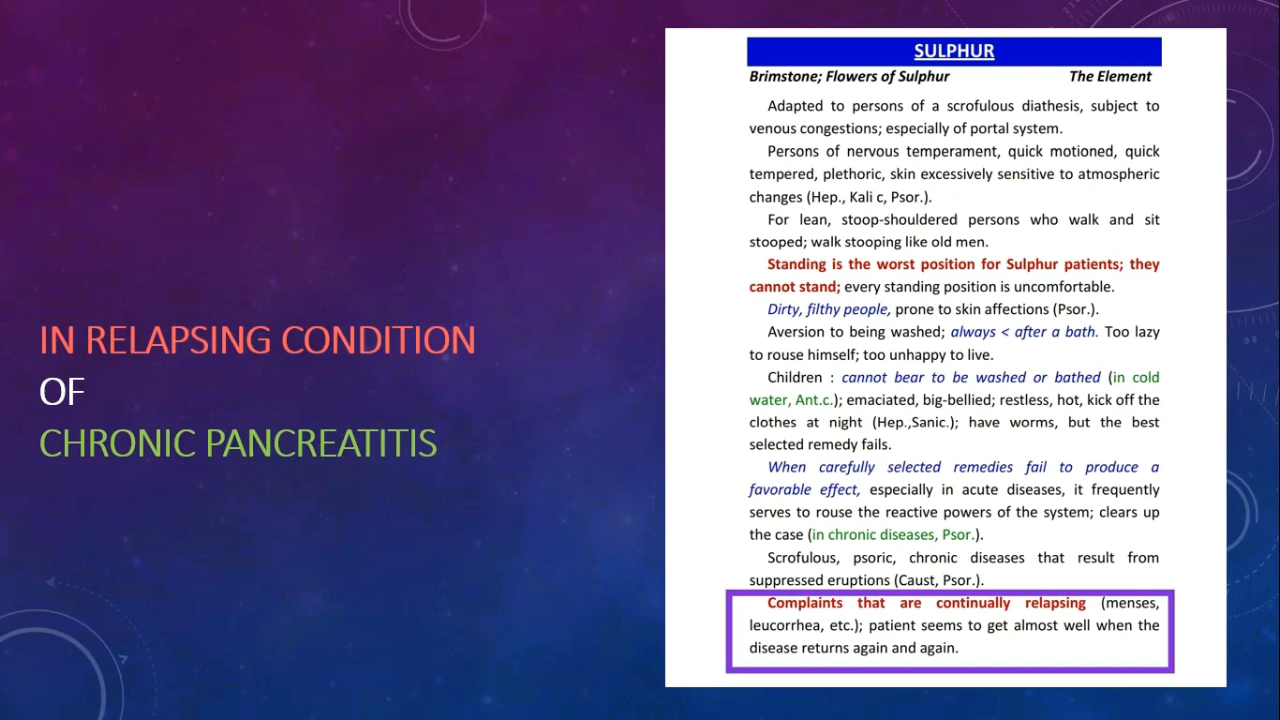 IN RELAPSING CONDITION
OF
CHRONIC PANCREATITIS
SULPHUR
Brimstone; Flowers of Sulphur The Element
Adapted to persons of a scrofulous diathesis, subject to
venous congestions; especially of portal system.
Persons of nervous temperament, quick motioned, quick
tempered, plethoric, skin excessively sensitive to atmospheric
changes (Hep., Kali c, Psor.).
For lean, stoop-shouldered persons who walk and sit
stooped; walk stooping like old men.
Standing is the worst position for Sulphur patients; they
cannot stand; every standing position is uncomfortable.
Dirty, filthy people, prone to skin affections (Psor.).
Aversion to being washed; always < after a bath. Too lazy
to rouse himself; too unhappy to live.
Children : cannot bear to be washed or bathed (in cold
water, Ant.c.); emaciated, big-bellied; restless, hot, kick off the
clothes at night (Hep.,Sanic.); have worms, but the best
selected remedy fails.
When carefully selected remedies fail to produce a
favorable effect, especially in acute diseases, it frequently
serves to rouse the reactive powers of the system; clears up
the case (in chronic diseases, Psor.).
Scrofulous, psoric, chronic diseases that result from
suppressed eruptions (Caust, Psor.).
Complaints that are continually relapsing (menses,
leucorrhea, etc.); patient seems to get almost well when the
disease returns again and again.